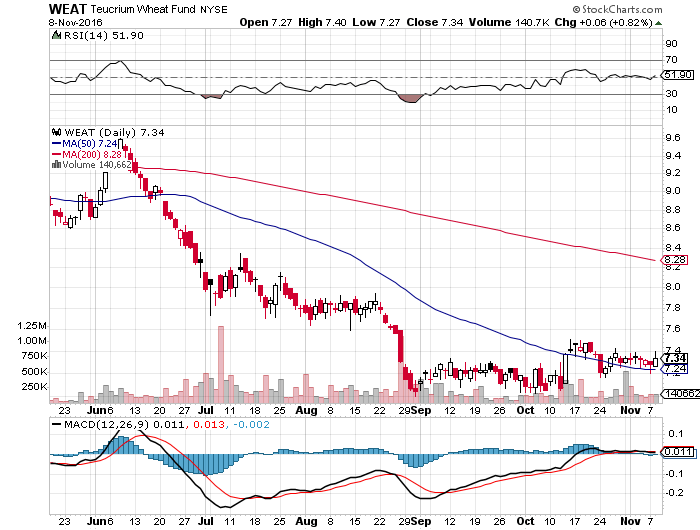 WEAT Teucrium Wheat Fund NYSE © StockCharts.com
8-Nov-2016 Open 7.27 High 7.40 Low 7.27 Close 7.34 Volume 140.7K Chg +0.06 (+0.82%)
RSI(14) 51.90
90
70
51.90
30
10
WEAT (Daily) 7.34
MA(50) 7.24
MA(200) 8.28
Volume 140,662
9.6
9.4
9.2
9.0
8.8
8.6
8.4
8.28
8.2
8.0
7.8
7.6
7.4
7.34
7.24
7.2
140662
1.25M
1.00M
750K
500K
250K
23 Jun 6 13 20 27 Jul 11 18 25 Aug 8 15 22 29 Sep 12 19 26 Oct 10 17 24 Nov 7
MACD(12,26,9) 0.011, 0.013, -0.002
0.1
0.011
-0.1
-0.2
23 Jun 6 13 20 27 Jul 11 18 25 Aug 8 15 22 29 Sep 12 19 26 Oct 10 17 24 Nov 7